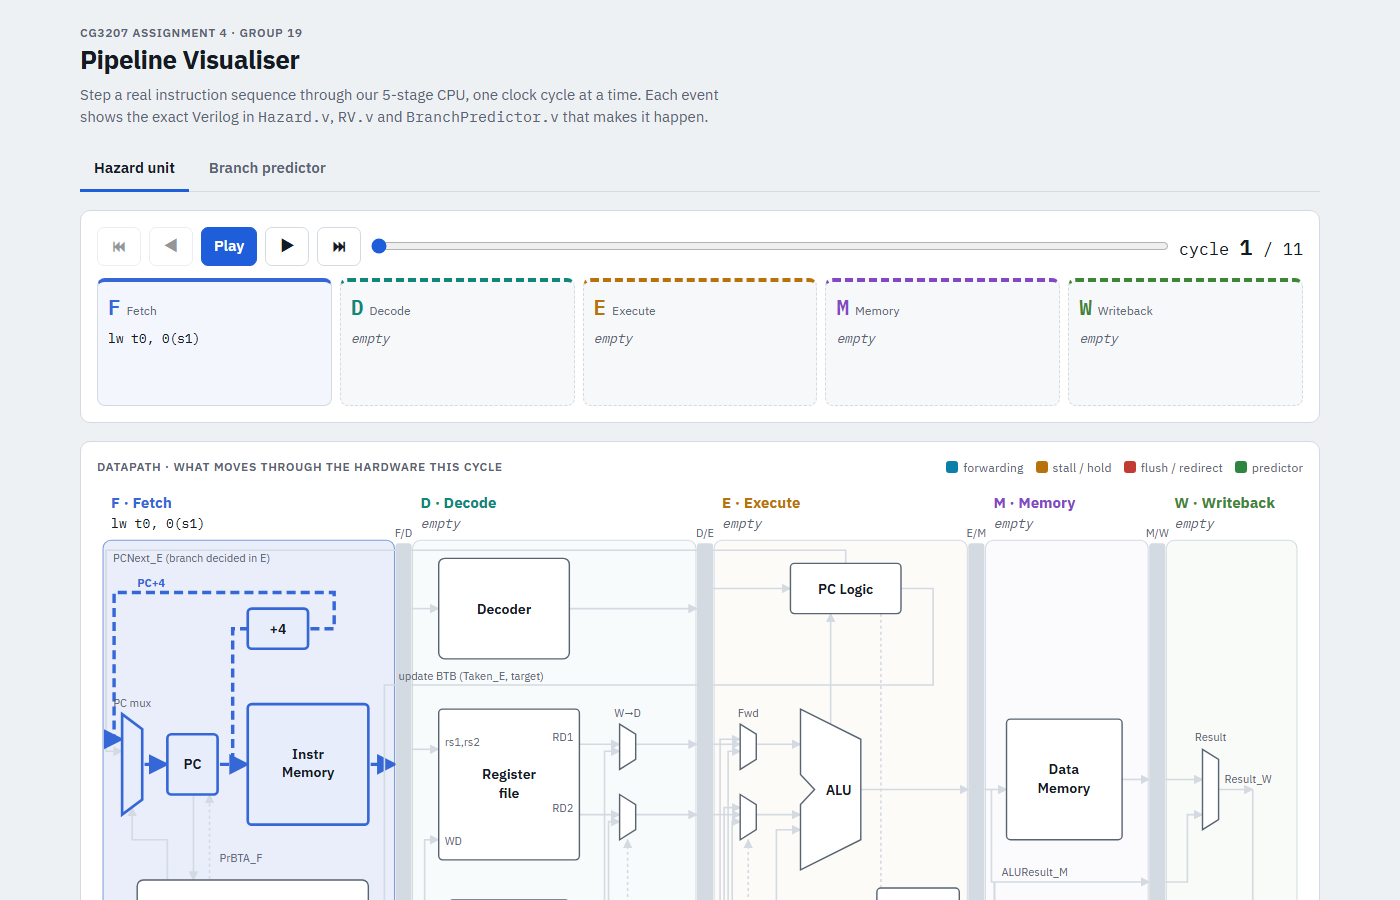 CG3207 ASSIGNMENT 4 · GROUP 19
Pipeline Visualiser
Step a real instruction sequence through our 5-stage CPU, one clock cycle at a time. Each event
shows the exact Verilog in Hazard.v, RV.v and BranchPredictor.v that makes it happen.
Hazard unit
Branch predictor
Play
cycle 1 / 11
F Fetch
lw t0, 0(s1)
D Decode
empty
E Execute
empty
M Memory
empty
W Writeback
empty
DATAPATH · WHAT MOVES THROUGH THE HARDWARE THIS CYCLE
forwarding
stall / hold
flush / redirect
predictor
F · Fetch
lw t0, 0(s1)
D · Decode
empty
E · Execute
empty
M · Memory
empty
W · Writeback
empty
F/D
D/E
E/M
M/W
PCNext_E (branch decided in E)
PC+4
+4
Decoder
PC Logic
update BTB (Taken_E, target)
PC mux
PC
Instr
Memory
rs1,rs2
RD1
Register
file
RD2
WD
W→D
Fwd
ALU
Data
Memory
Result
Result_W
PrBTA_F
ALUResult_M